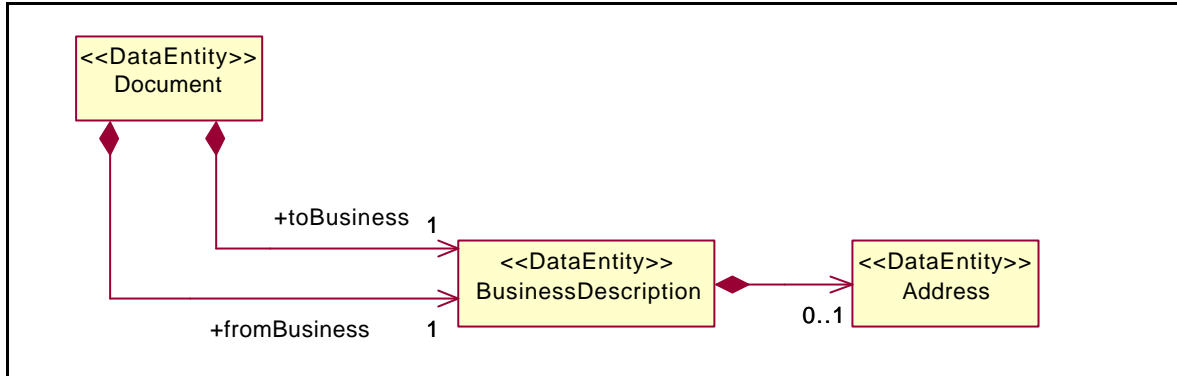 <<DataEntity>>
Document
+toBusiness 1
<<DataEntity>>
BusinessDescription
<<DataEntity>>
Address
0..1
+fromBusiness 1